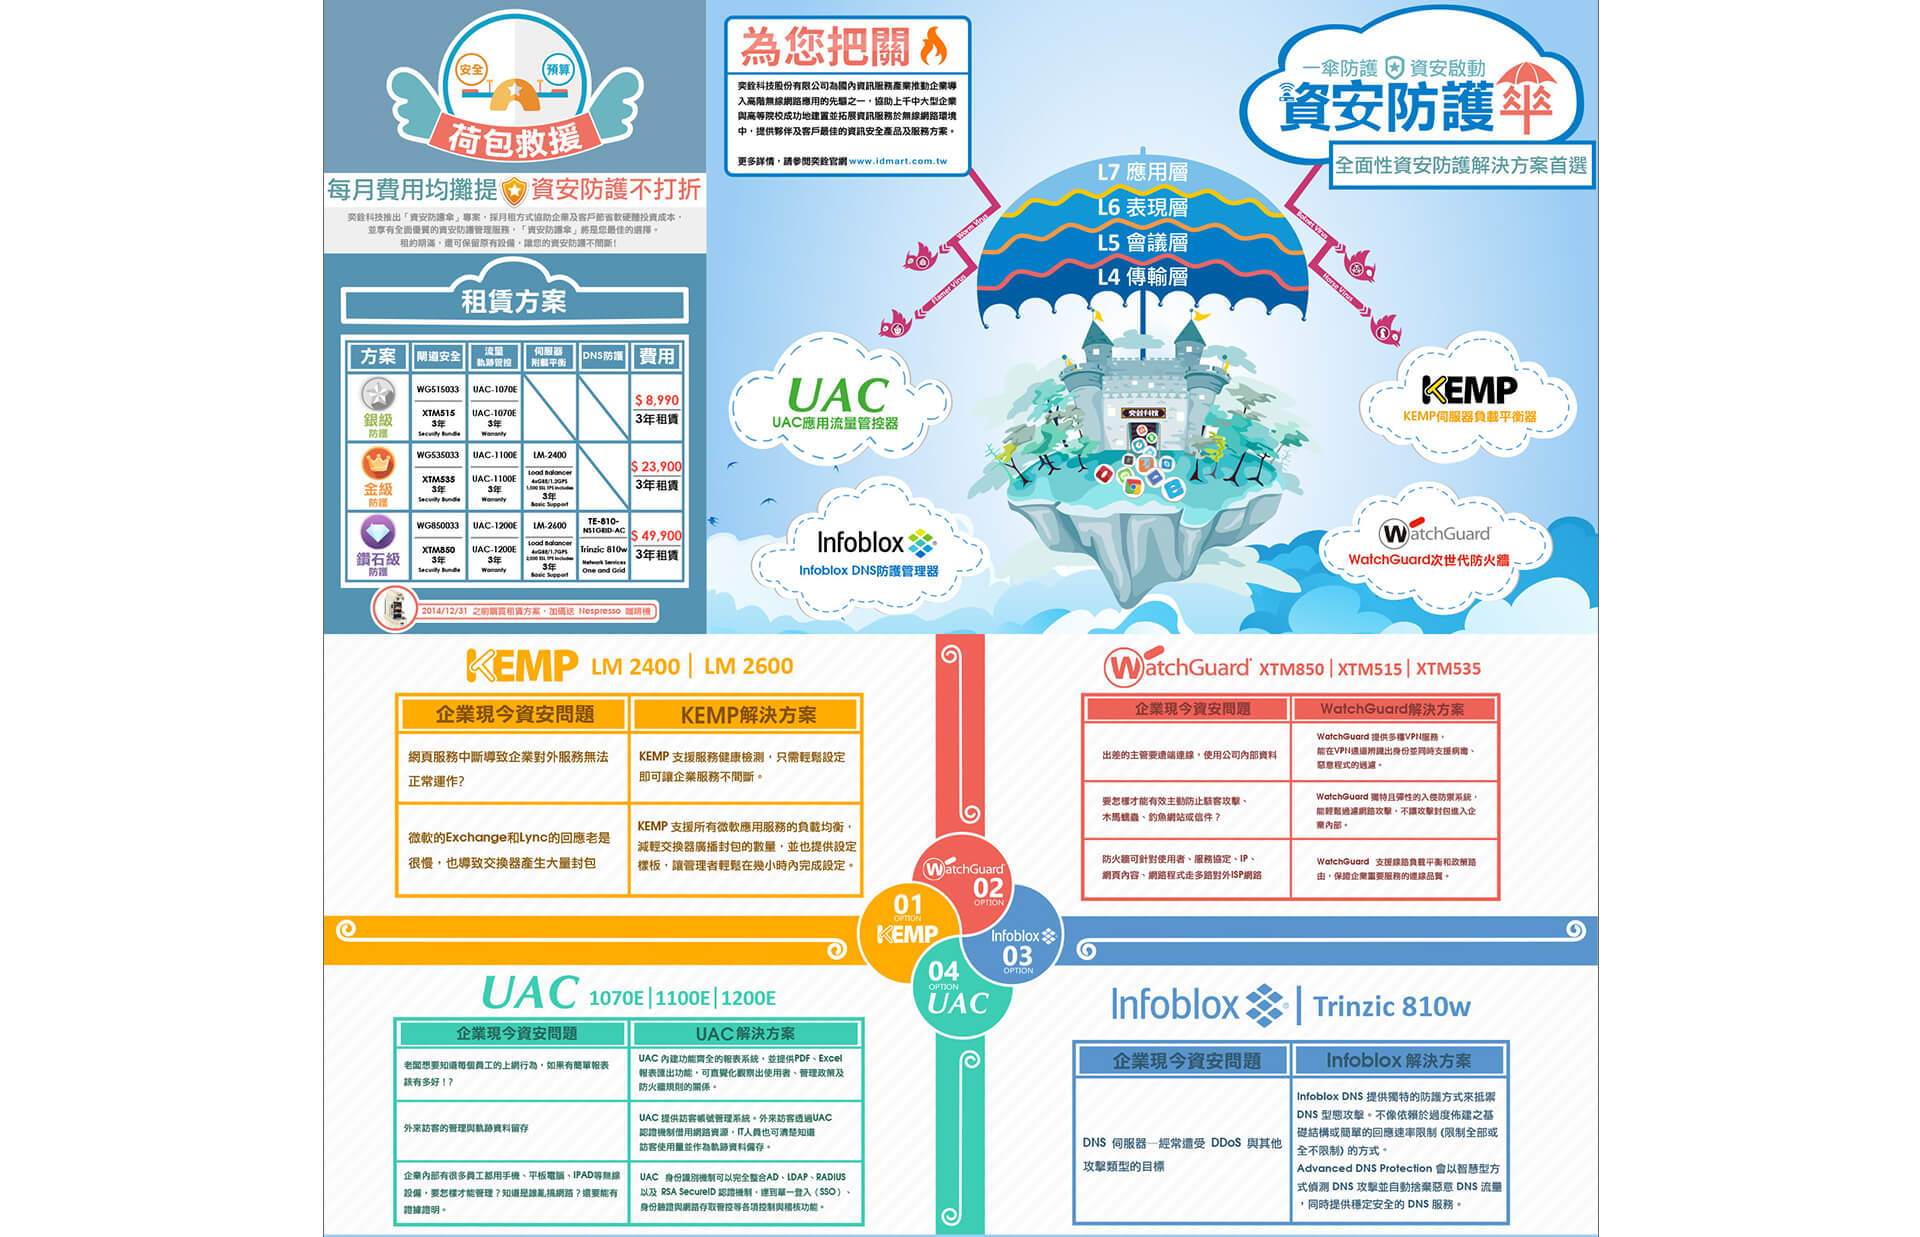 安全
預算
荷包救援
每月費用均攤提 資安防護不打折
奕銓科技推出「資安防護傘」專案，採月租方式協助企業及客戶節省軟硬體投資成本，
並享有全面優質的資安防護管理服務，「資安防護傘」將是您最佳的選擇。
租約期滿，還可保留原有設備，讓您的資安防護不間斷!
租賃方案
方案 閘道安全 流量軌跡管控 伺服器附載平衡 DNS防護 費用
銀級防護
WG515033
XTM515
3年
Security Bundle
UAC-1070E
UAC-1070E
3年
Warranty
$ 8,990
3年租賃
金級防護
WG535033
XTM535
3年
Security Bundle
UAC-1100E
UAC-1100E
3年
Warranty
LM-2400
Load Balancer
4xGBE/1.2GPS
1,000 SSL TPS Includes
3年
Basic Support
$ 23,900
3年租賃
鑽石級防護
WG850033
XTM850
3年
Security Bundle
UAC-1200E
UAC-1200E
3年
Warranty
LM-2600
Load Balancer
4xGBE/1.7GPS
2,000 SSL TPS Includes
3年
Basic Support
TE-810-
NS1GRID-AC
Trinzic 810w
Network Services
One and Grid
$ 49,900
3年租賃
2014/12/31 之前購買租賃方案，加碼送 Nespresso 咖啡機
為您把關
奕銓科技股份有限公司為國內資訊服務產業推動企業導
入高階無線網路應用的先驅之一，協助上千中大型企業
與高等院校成功地建置並拓展資訊服務於無線網路環境
中，提供夥伴及客戶最佳的資訊安全產品及服務方案。
更多詳情，請參閱奕銓官網www.idmart.com.tw
一傘防護 資安啟動
資安防護傘
全面性資安防護解決方案首選
L7 應用層
L6 表現層
L5 會議層
L4 傳輸層
Worm Virus
Flamer Virus
Botnet Virus
Horse Virus
奕銓科技
UAC
UAC應用流量管控器
Infoblox
Infoblox DNS防護管理器
KEMP
KEMP伺服器負載平衡器
WatchGuard
WatchGuard次世代防火牆
KEMP LM 2400 | LM 2600
企業現今資安問題 KEMP解決方案
網頁服務中斷導致企業對外服務無法
正常運作?
KEMP 支援服務健康檢測，只需輕鬆設定
即可讓企業服務不間斷。
微軟的Exchange和Lync的回應老是
很慢，也導致交換器產生大量封包
KEMP 支援所有微軟應用服務的負載均衡，
減輕交換器廣播封包的數量，並也提供設定
樣板，讓管理者輕鬆在幾小時內完成設定。
WatchGuard XTM850 | XTM515 | XTM535
企業現今資安問題 WatchGuard解決方案
出差的主管要遠端連線，使用公司內部資料
WatchGuard 提供多種VPN服務，
能在VPN通道辨識出身份並同時支援病毒、
惡意程式的過濾。
要怎樣才能有效主動防止駭客攻擊、
木馬蠕蟲、釣魚網站或信件？
WatchGuard 獨特且彈性的入侵防禦系統，
能輕鬆過濾網路攻擊，不讓攻擊封包進入企
業內部。
防火牆可針對使用者、服務協定、IP、
網頁內容、網路程式走多路對外ISP網路
WatchGuard 支援線路負載平衡和政策路
由，保證企業重要服務的連線品質。
WatchGuard
02
OPTION
01
OPTION
KEMP
Infoblox
03
OPTION
04
OPTION
UAC
UAC 1070E|1100E|1200E
企業現今資安問題 UAC解決方案
老闆想要知道每個員工的上網行為，如果有簡單報表
該有多好！?
UAC 內建功能齊全的報表系統，並提供PDF、Excel
報表匯出功能，可直覺化觀察出使用者、管理政策及
防火牆規則的關係。
外來訪客的管理與軌跡資料留存
UAC 提供訪客帳號管理系統。外來訪客透過UAC
認證機制借用網路資源，IT人員也可清楚知道
訪客使用量並作為軌跡資料備存。
企業內部有很多員工都用手機、平板電腦、IPAD等無線
設備，要怎樣才能管理？知道是誰亂搞網路？還要能有
證據證明。
UAC 身份識別機制可以完全整合AD、LDAP、RADIUS
以及 RSA SecureID 認證機制，達到單一登入（SSO）、
身份驗證與網路存取管控等各項控制與稽核功能。
Infoblox | Trinzic 810w
企業現今資安問題 Infoblox 解決方案
DNS 伺服器一經常遭受 DDoS 與其他
攻擊類型的目標
Infoblox DNS 提供獨特的防護方式來抵禦
DNS 型態攻擊。不像依賴於過度佈建之基
礎結構或簡單的回應速率限制 (限制全部或
全不限制) 的方式。
Advanced DNS Protection 會以智慧型方
式偵測 DNS 攻擊並自動捨棄惡意 DNS 流量
，同時提供穩定安全的 DNS 服務。